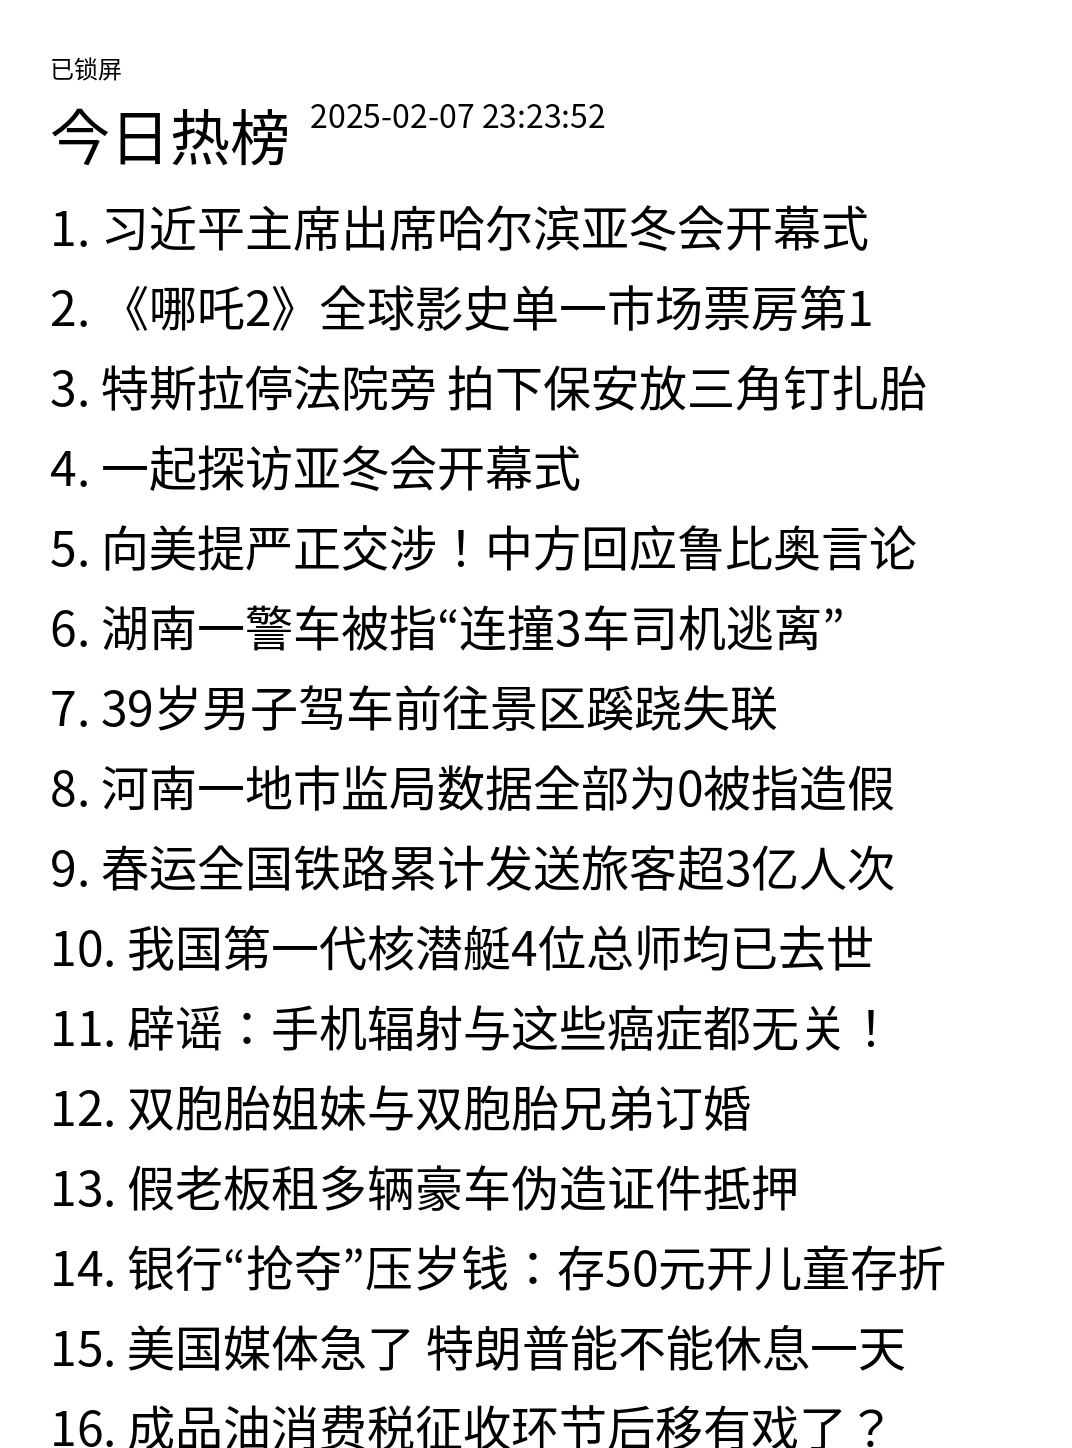 已锁屏
今日热榜 2025-02-07 23:23:52
1. 习近平主席出席哈尔滨亚冬会开幕式
2. 《哪吒2》全球影史单一市场票房第1
3. 特斯拉停法院旁 拍下保安放三角钉扎胎
4. 一起探访亚冬会开幕式
5. 向美提严正交涉！中方回应鲁比奥言论
6. 湖南一警车被指“连撞3车司机逃离”
7. 39岁男子驾车前往景区蹊跷失联
8. 河南一地市监局数据全部为0被指造假
9. 春运全国铁路累计发送旅客超3亿人次
10. 我国第一代核潜艇4位总师均已去世
11. 辟谣：手机辐射与这些癌症都无关！
12. 双胞胎姐妹与双胞胎兄弟订婚
13. 假老板租多辆豪车伪造证件抵押
14. 银行“抢夺”压岁钱：存50元开儿童存折
15. 美国媒体急了 特朗普能不能休息一天
16. 成品油消费税征收环节后移有戏了？